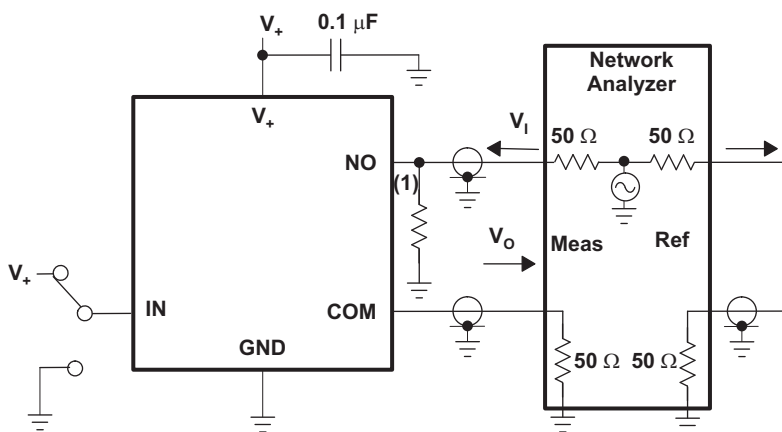 V+
0.1 μF
Network
Analyzer
V+
VI
50 Ω
50 Ω
NO
(1)
VO
Meas
Ref
V+
IN
COM
GND
50 Ω
50 Ω